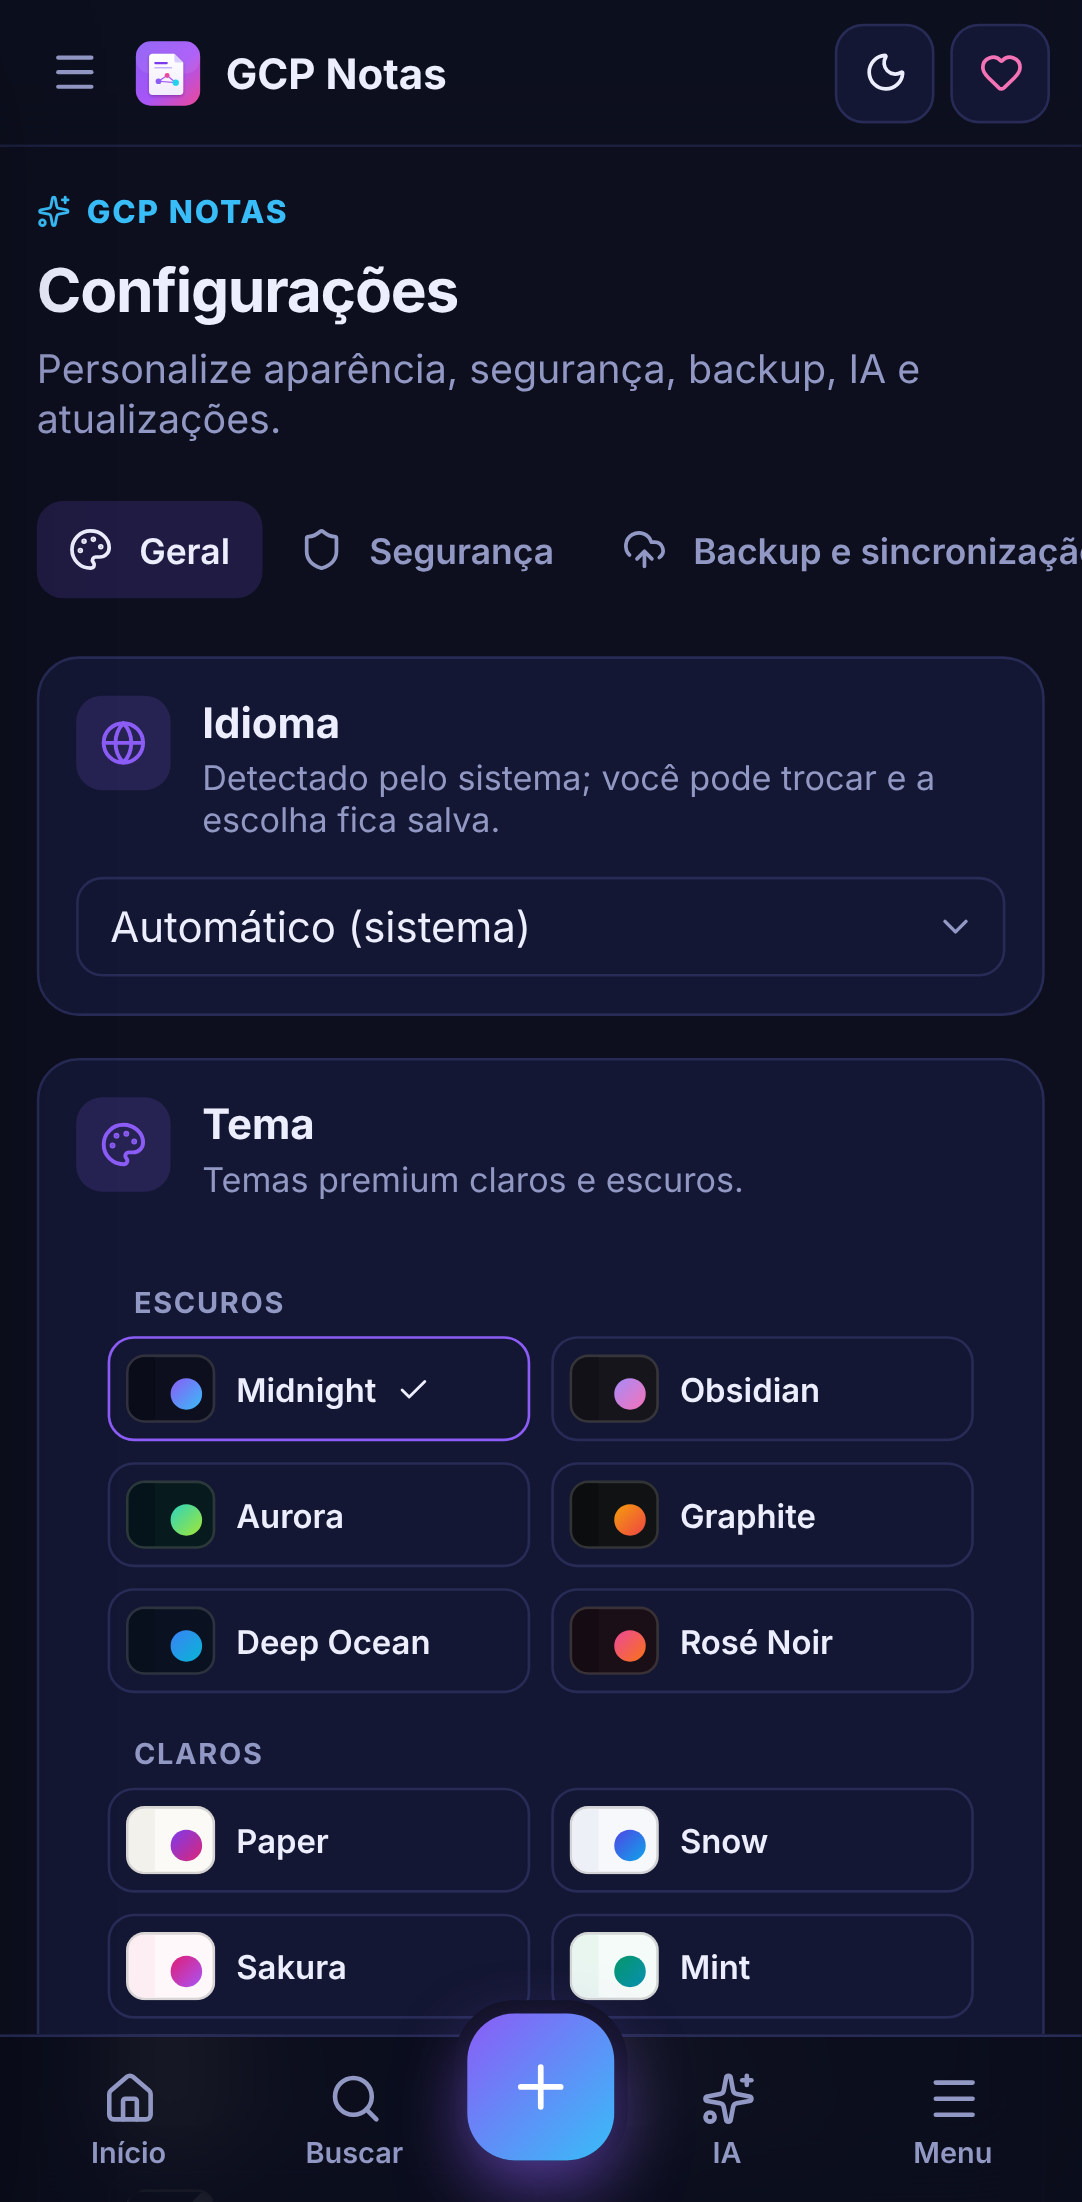 GCP Notas
GCP NOTAS
Configurações
Personalize aparência, segurança, backup, IA e
atualizações.
Geral
Segurança
Backup e sincronização
Idioma
Detectado pelo sistema; você pode trocar e a
escolha fica salva.
Automático (sistema)
Tema
Temas premium claros e escuros.
ESCUROS
Midnight
Obsidian
Aurora
Graphite
Deep Ocean
Rosé Noir
CLAROS
Paper
Snow
Sakura
Mint
Início
Buscar
IA
Menu